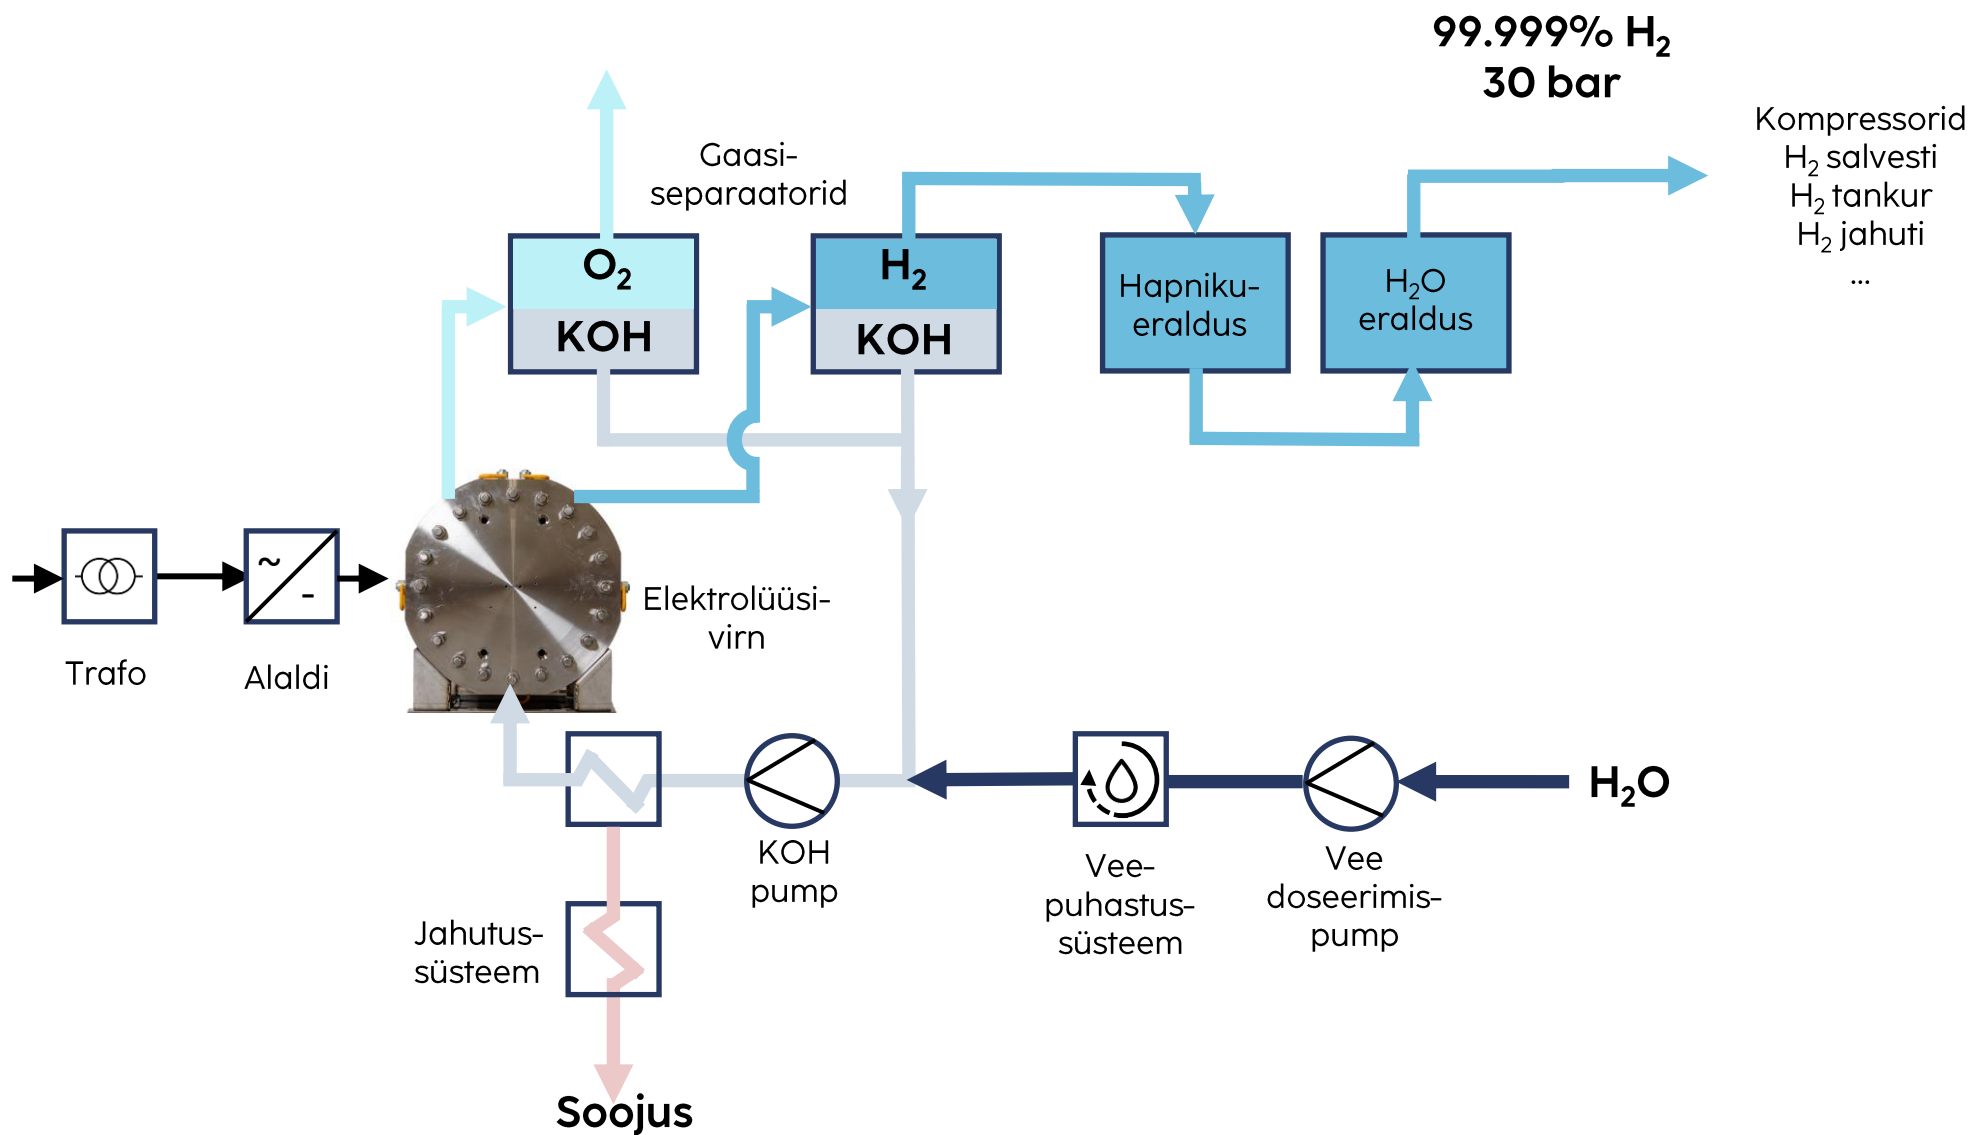 99.999% H₂
30 bar
Kompressorid
H₂ salvesti
H₂ tankur
H₂ jahuti
...
Gaasi-
separaatorid
O₂
KOH
H₂
KOH
Hapniku-
eraldus
H₂O
eraldus
~
-
Trafo
Alaldi
Elektrolüüsi-
virn
H₂O
KOH
pump
Vee-
puhastus-
süsteem
Vee
doseerimis-
pump
Jahutus-
süsteem
Soojus